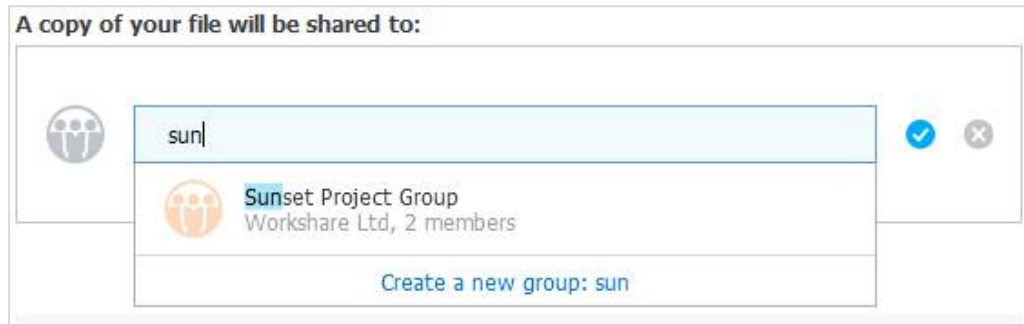 A copy of your file will be shared to:
sun
Sunset Project Group
Workshare Ltd, 2 members
Create a new group: sun